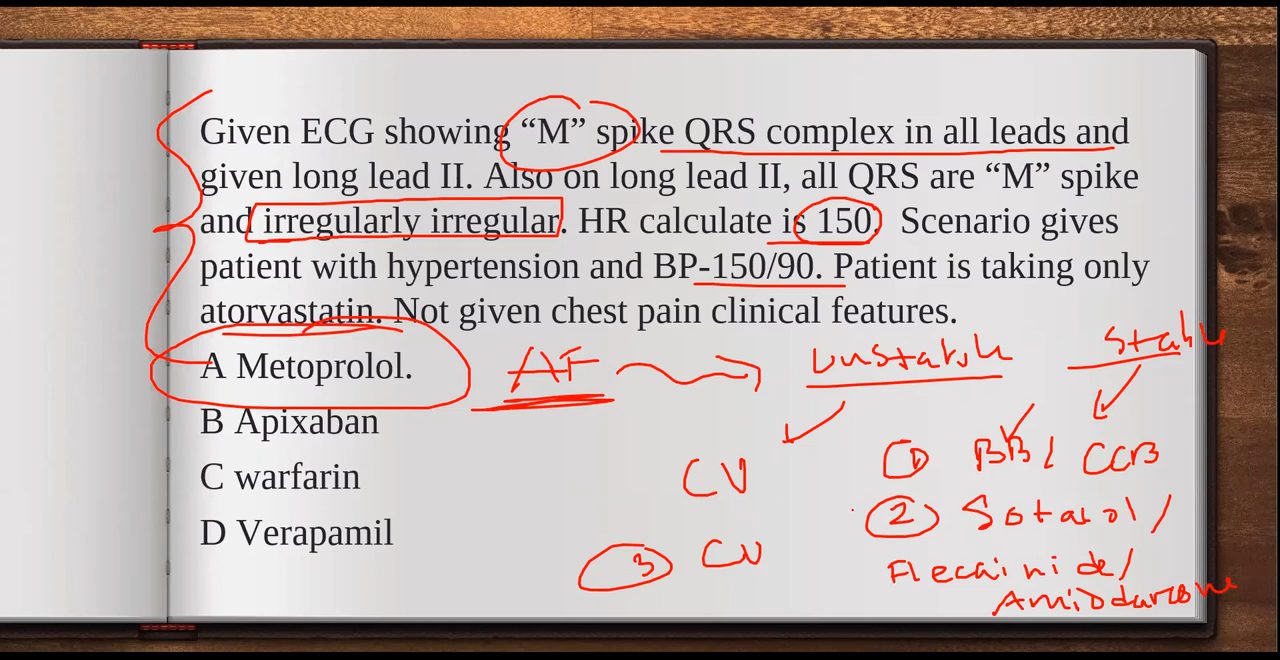 Given ECG showing “M” spike QRS complex in all leads and
given long lead II. Also on long lead II, all QRS are “M” spike
and irregularly irregular. HR calculate is 150. Scenario gives
patient with hypertension and BP-150/90. Patient is taking only
atorvastatin. Not given chest pain clinical features.
A Metoprolol.
B Apixaban
C warfarin
D Verapamil
AF
unstable
stable
CV
① BB / CCB
② Sotalol /
Flecainide /
Amiodarone
③ CV